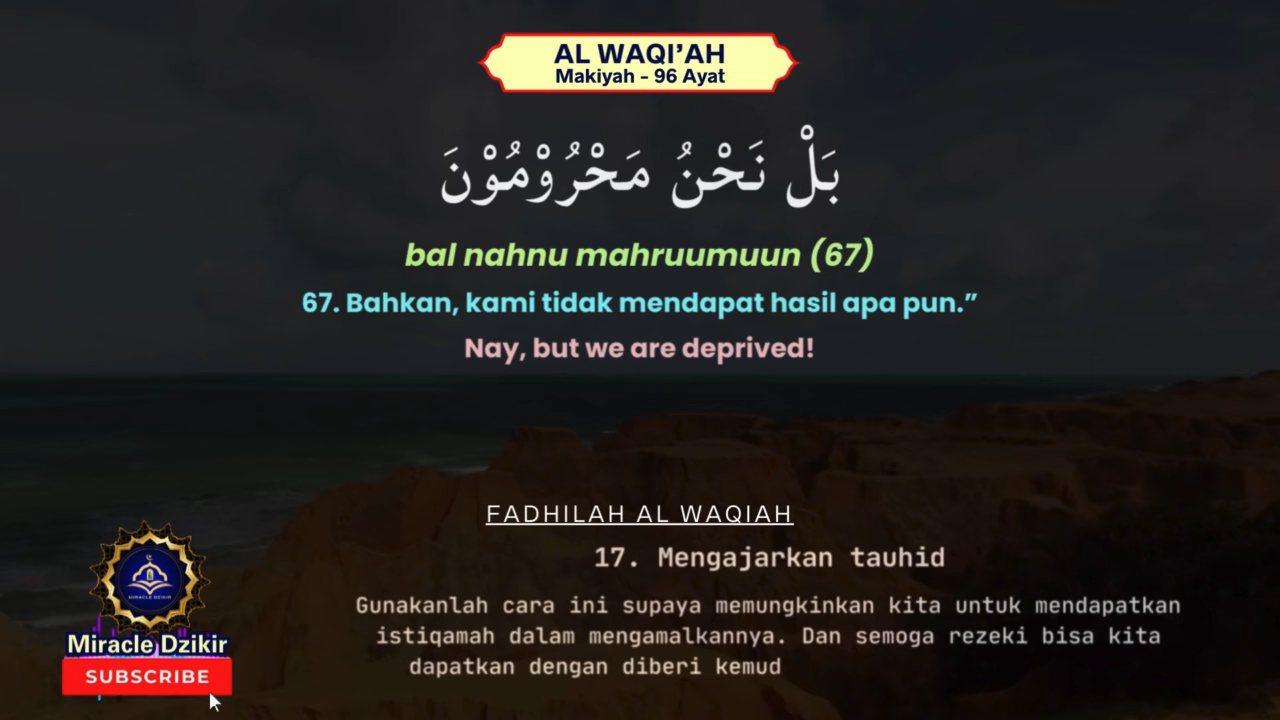 AL WAQI’AH
Makiyah - 96 Ayat
بَلْ نَحْنُ مَحْرُوْمُوْنَ
bal nahnu mahruumuun (67)
67. Bahkan, kami tidak mendapat hasil apa pun.”
Nay, but we are deprived!
FADHILAH AL WAQIAH
17. Mengajarkan tauhid
Gunakanlah cara ini supaya memungkinkan kita untuk mendapatkan
istiqamah dalam mengamalkannya. Dan semoga rezeki bisa kita
dapatkan dengan diberi kemud
MIRACLE DZIKIR
Miracle Dzikir
SUBSCRIBE